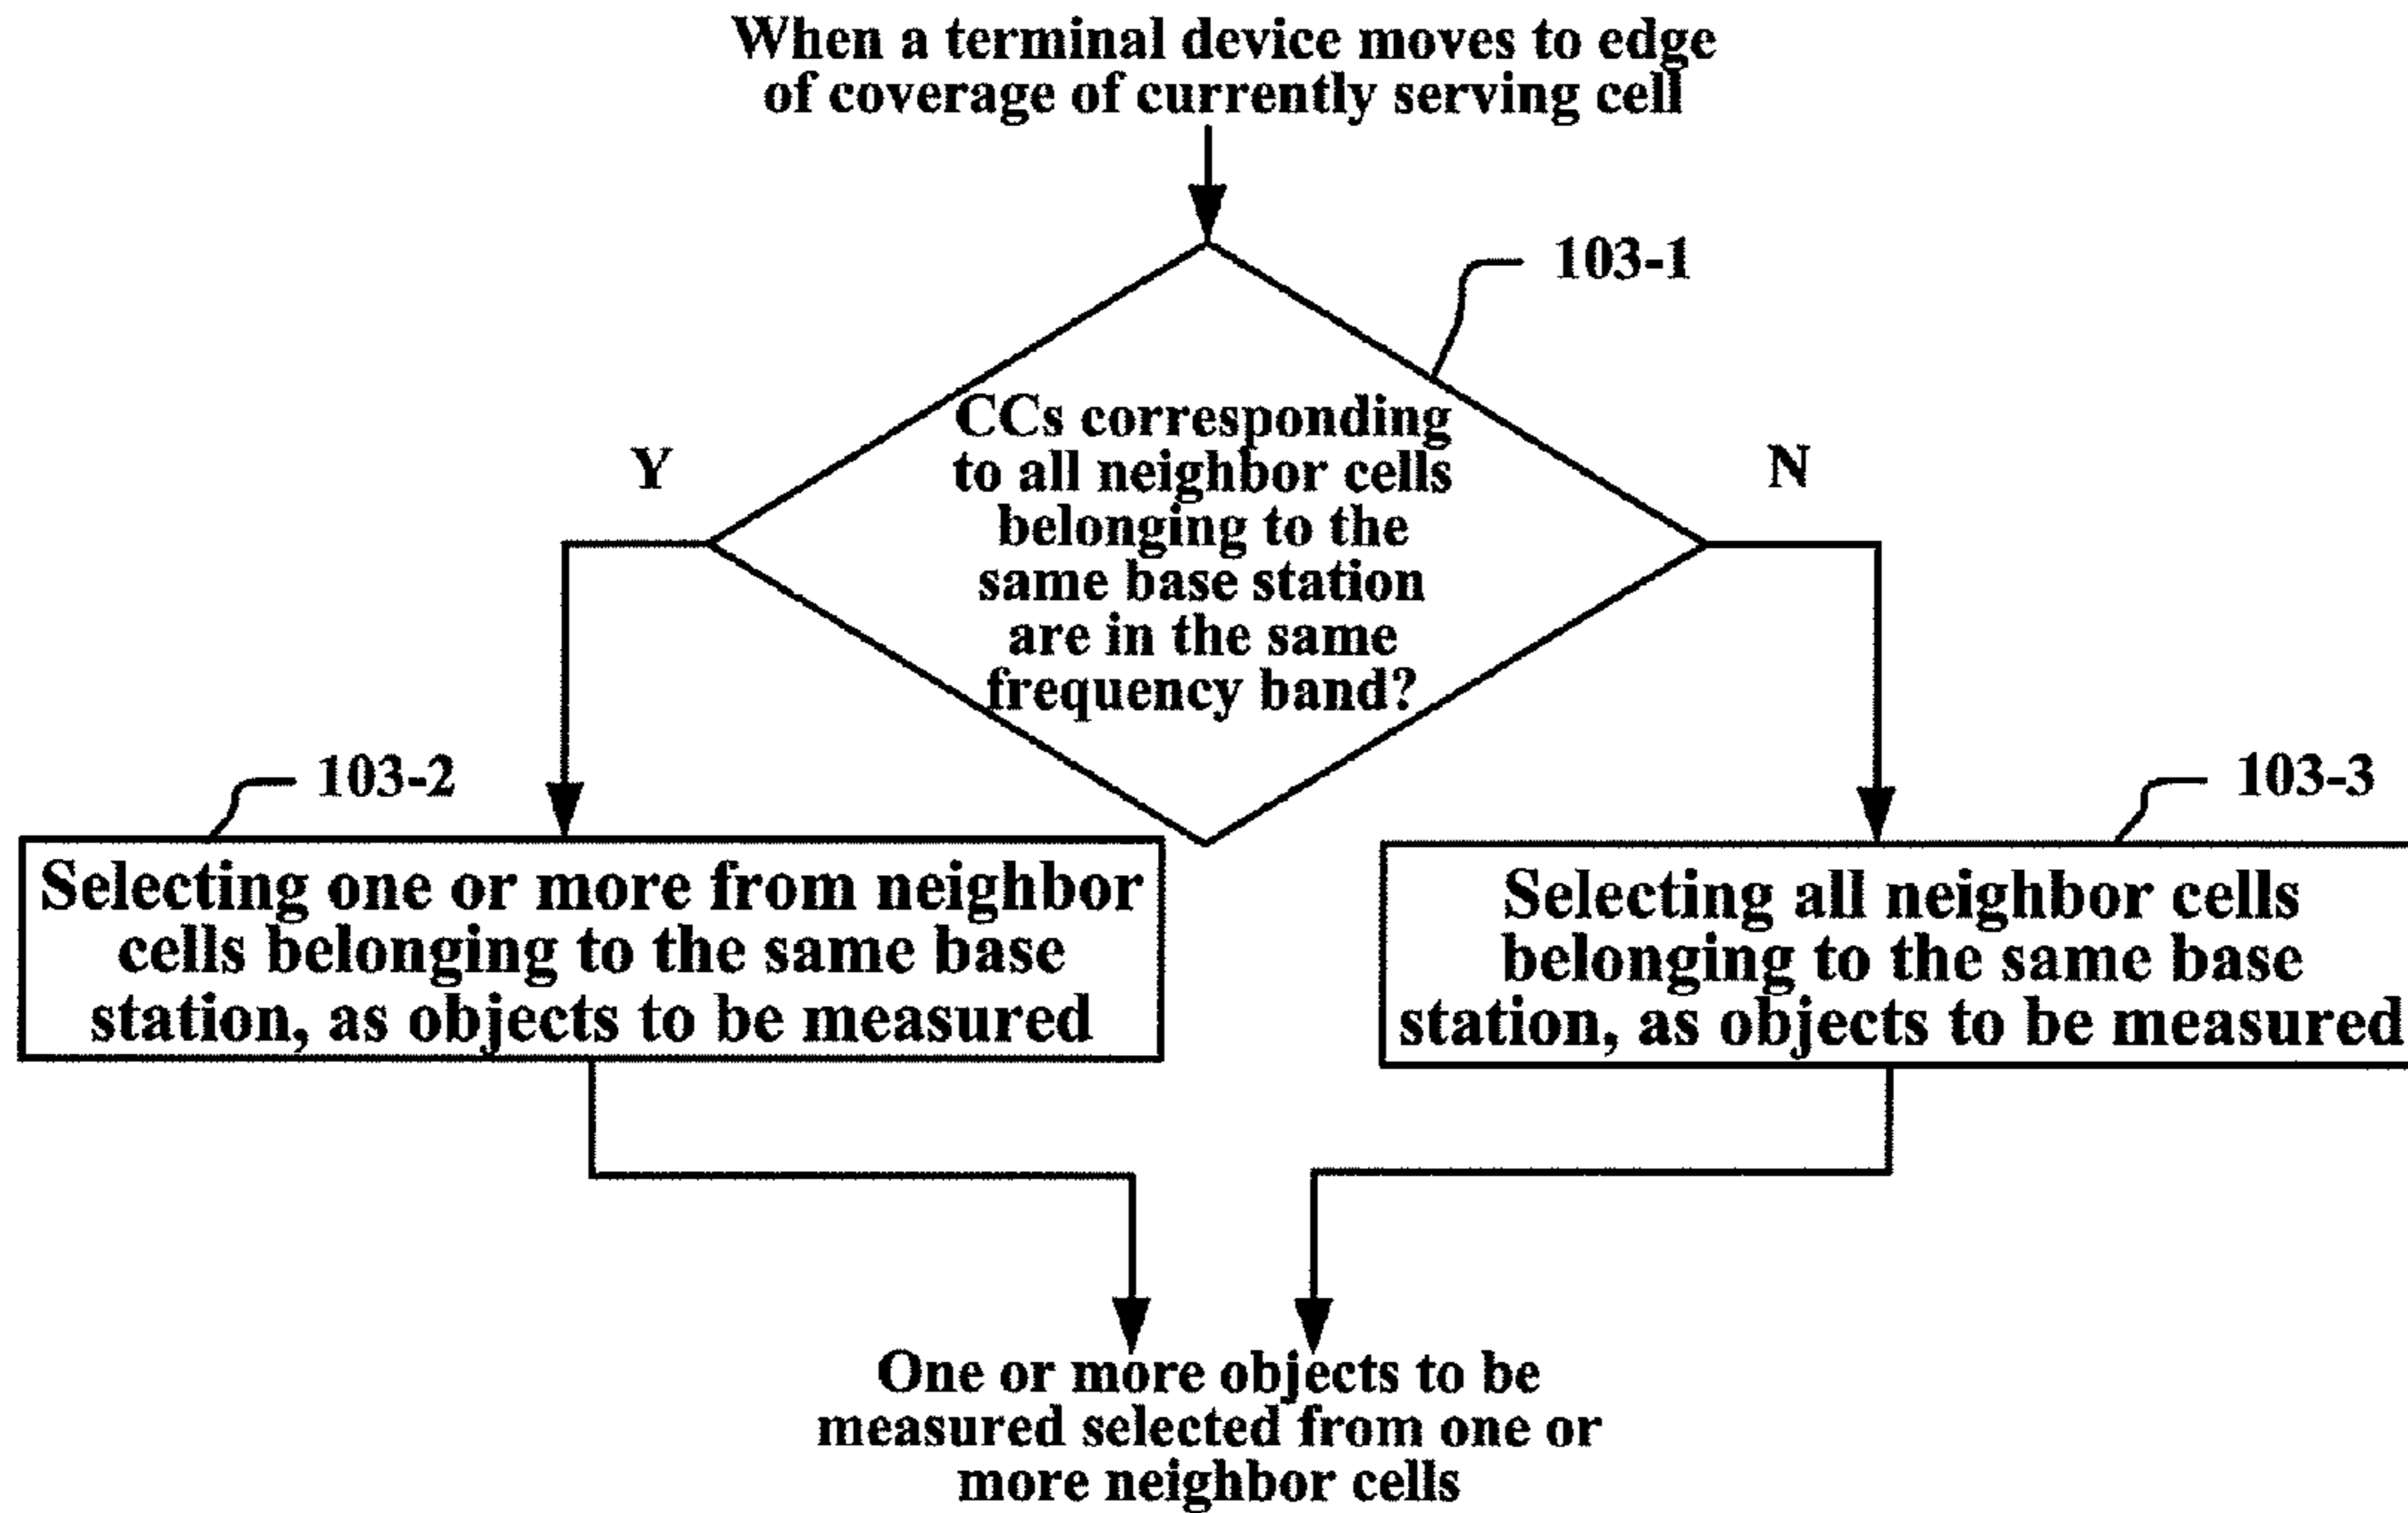 When a terminal device moves to edge
of coverage of currently serving cell
103-1
CCs corresponding
to all neighbor cells
belonging to the
same base station
are in the same
frequency band?
Y
N
103-2
103-3
Selecting one or more from neighbor
cells belonging to the same base
station, as objects to be measured
Selecting all neighbor cells
belonging to the same base
station, as objects to be measured
One or more objects to be
measured selected from one or
more neighbor cells